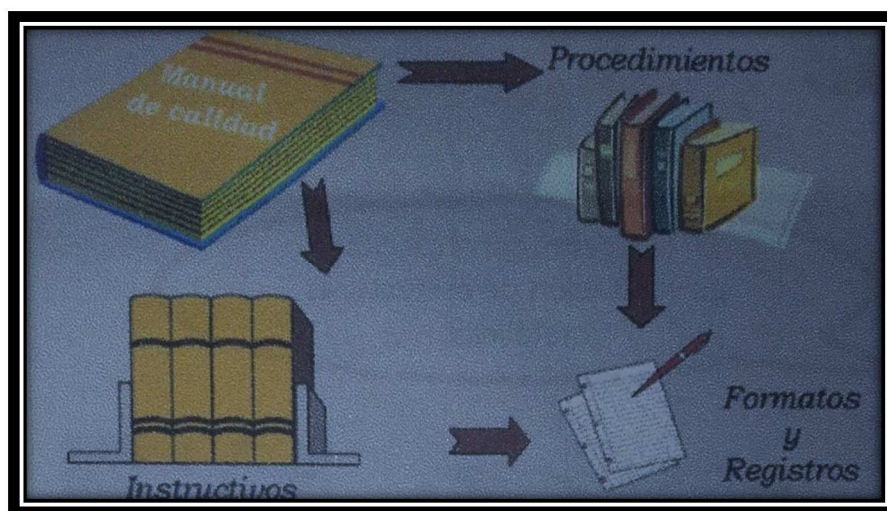 Manual
de calidad
Procedimientos
Instructivos
Formatos
y
Registros